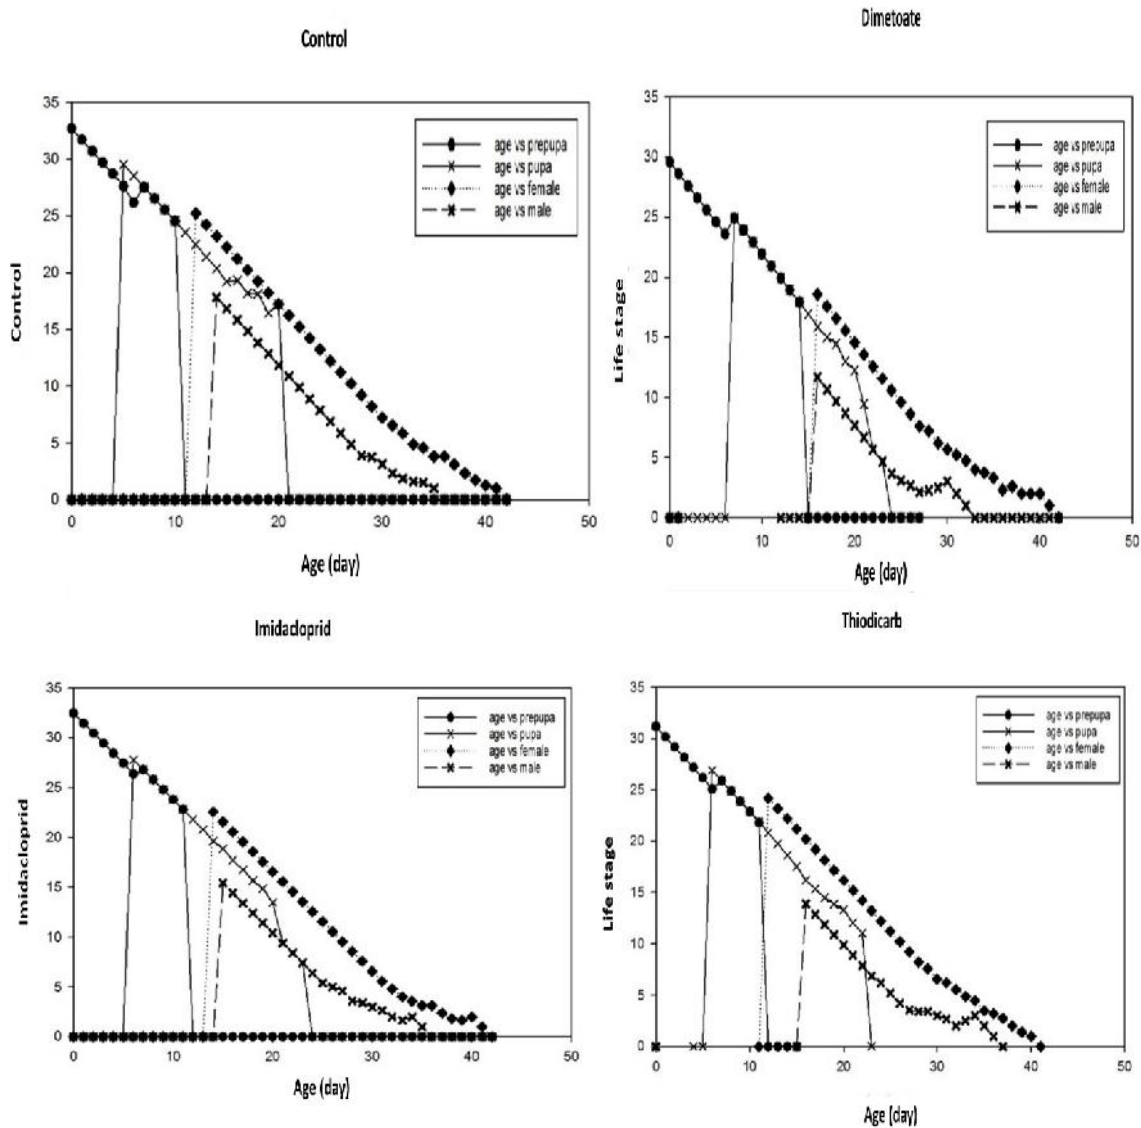 Control
35
30
25
20
15
10
5
0
Control
age vs prepupa
age vs pupa
age vs female
age vs male
0 10 20 30 40 50
Age (day)
Dimetoate
35
30
25
20
15
10
5
0
Life stage
age vs prepupa
age vs pupa
age vs female
age vs male
0 10 20 30 40 50
Age (day)
Imidacloprid
35
30
25
20
15
10
5
0
Imidacloprid
age vs prepupa
age vs pupa
age vs female
age vs male
0 10 20 30 40 50
Age (day)
Thiodicarb
35
30
25
20
15
10
5
0
Life stage
age vs prepupa
age vs pupa
age vs female
age vs male
0 10 20 30 40 50
Age (day)